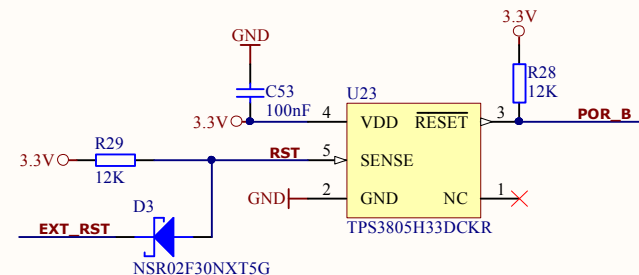 3.3V
GND
R28
12K
C53
100nF
U23
3.3V
4
VDD
RESET
3
POR_B
R29
12K
3.3V
RST
5
SENSE
GND
2
GND
NC
1
D3
EXT_RST
TPS3805H33DCKR
NSR02F30NXT5G